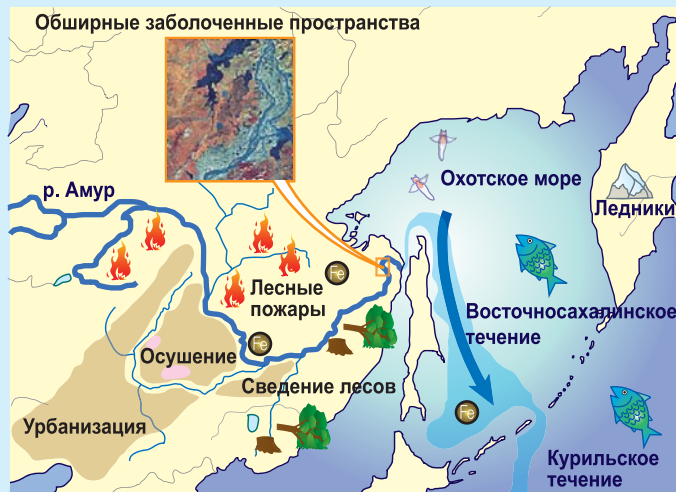 Обширные заболоченные пространства
р. Амур
Охотское море
Ледники
Fe
Лесные
пожары
Восточносахалинское
течение
Fe
Осушение
Сведение лесов
Fe
Урбанизация
Курильское
течение